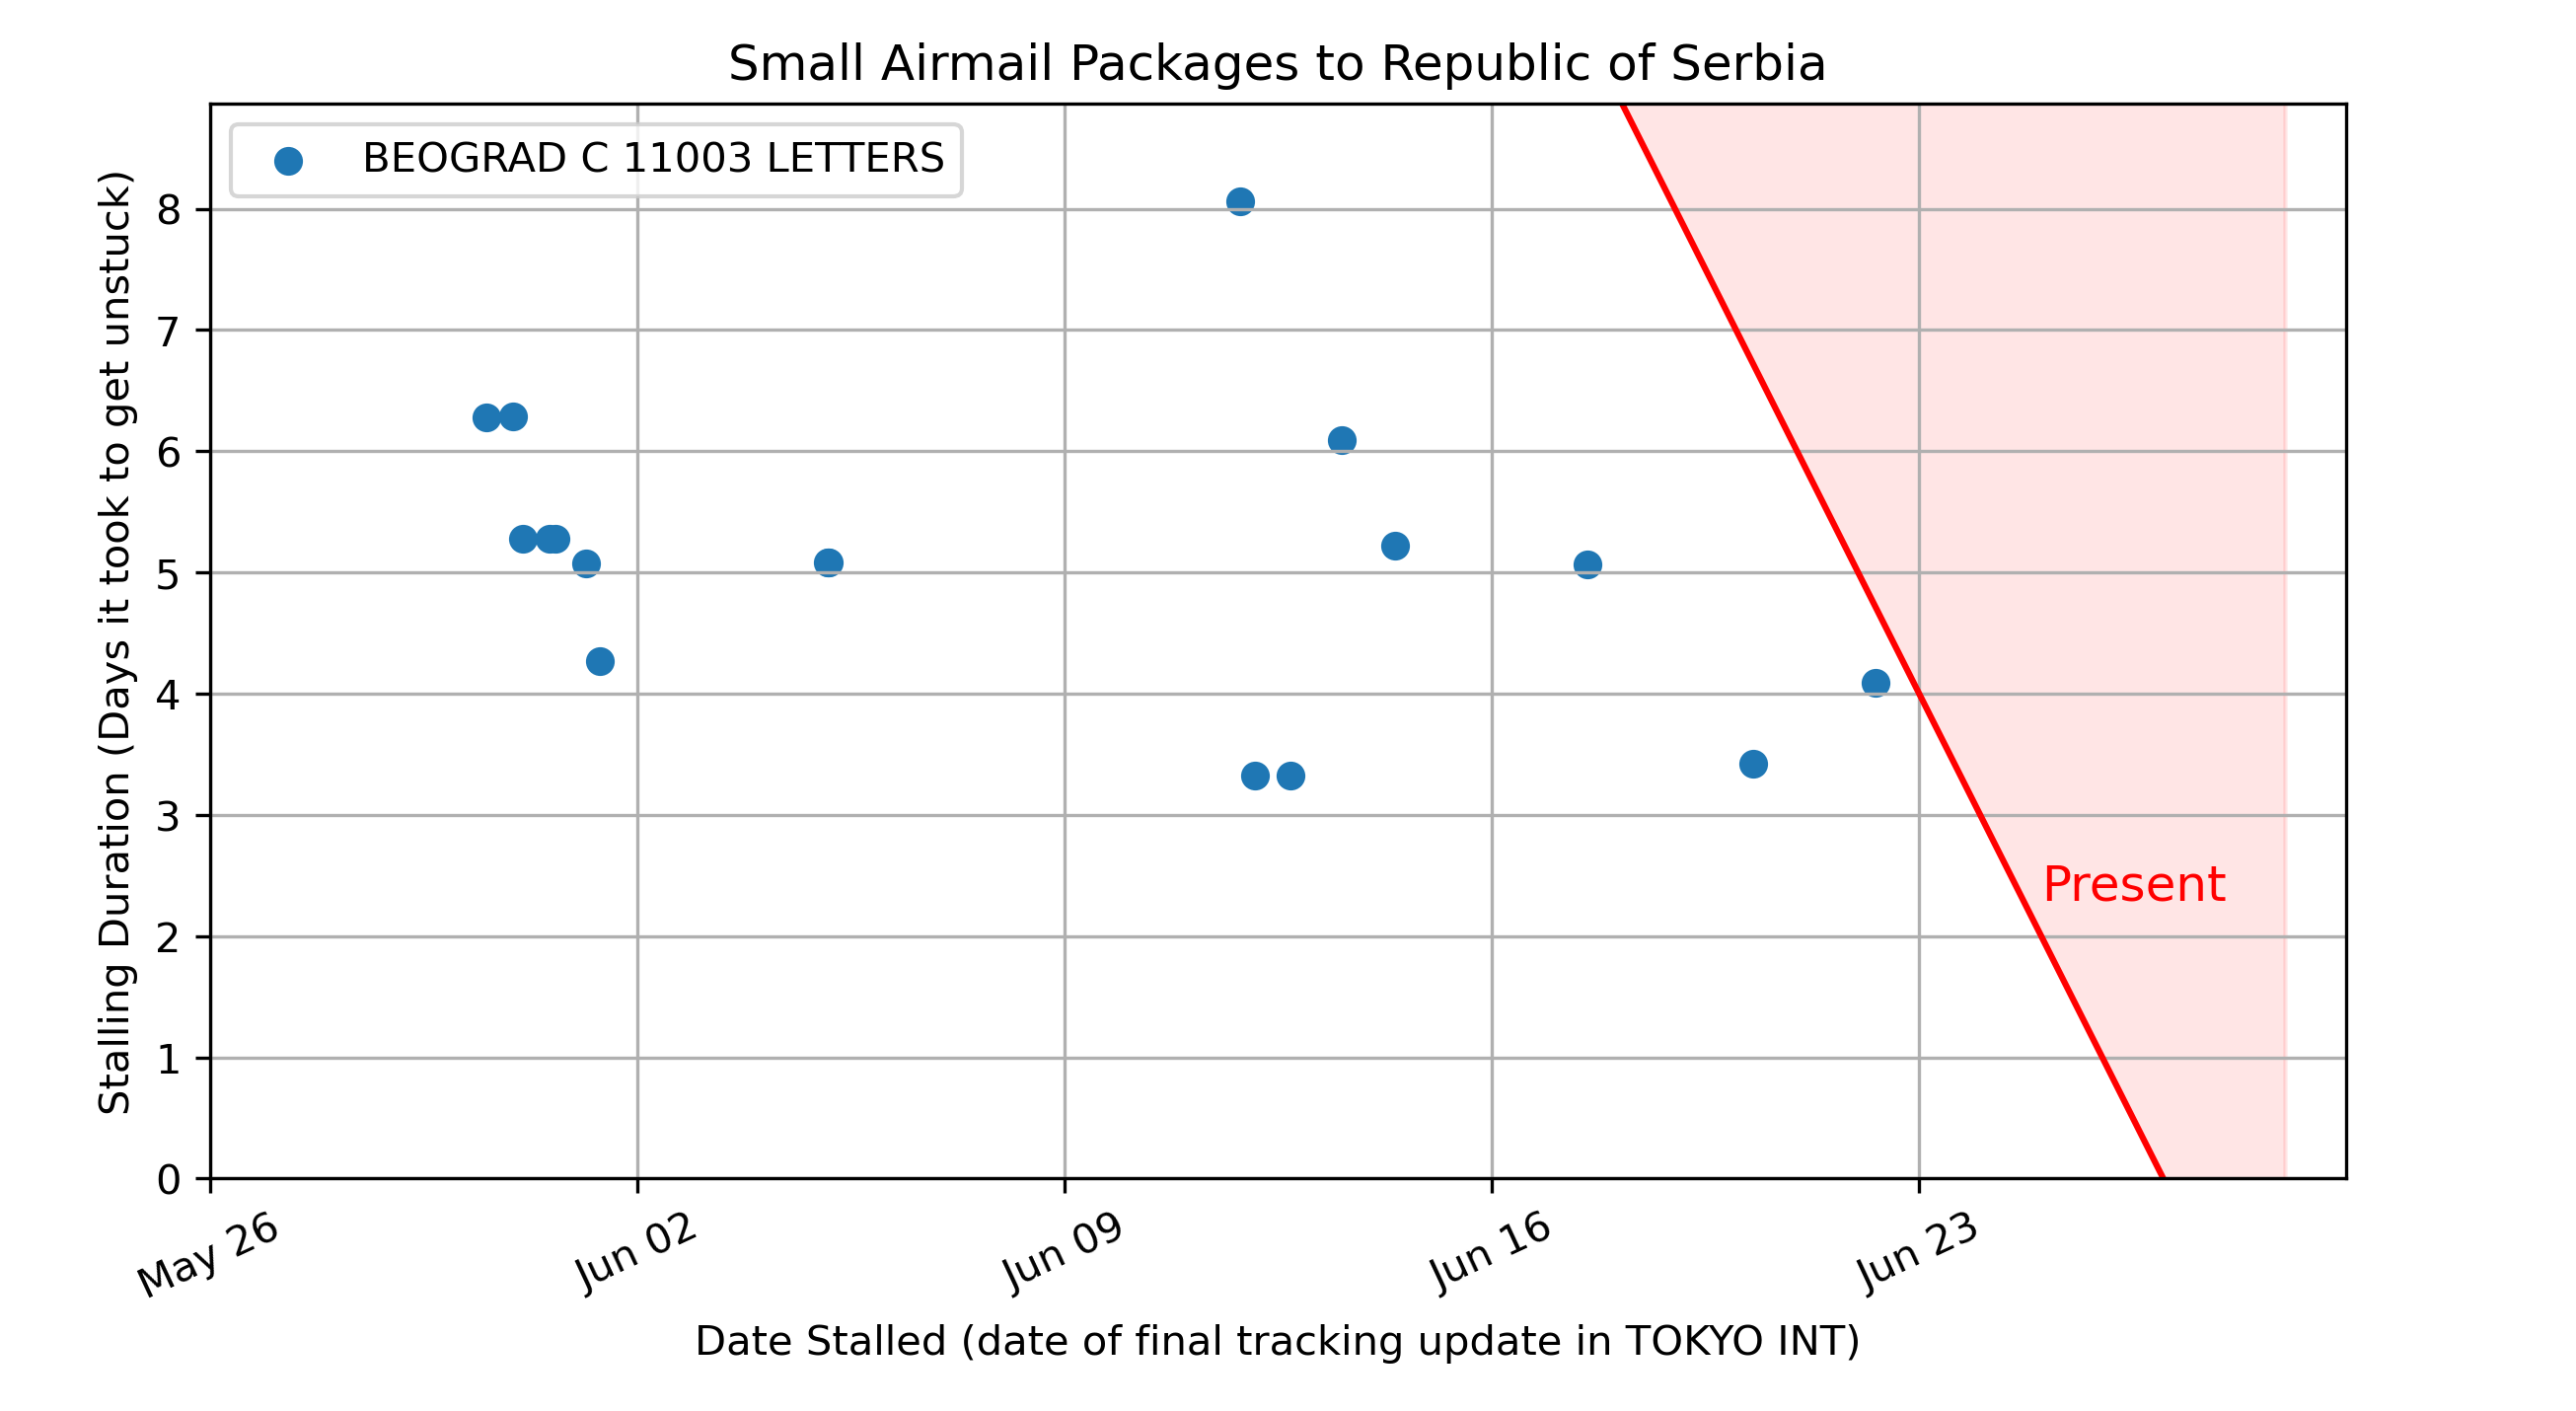 Small Airmail Packages to Republic of Serbia
BEOGRAD C 11003 LETTERS
Stalling Duration (Days it took to get unstuck)
8
7
6
5
4
3
2
1
0
Present
May 26
Jun 02
Jun 09
Jun 16
Jun 23
Date Stalled (date of final tracking update in TOKYO INT)